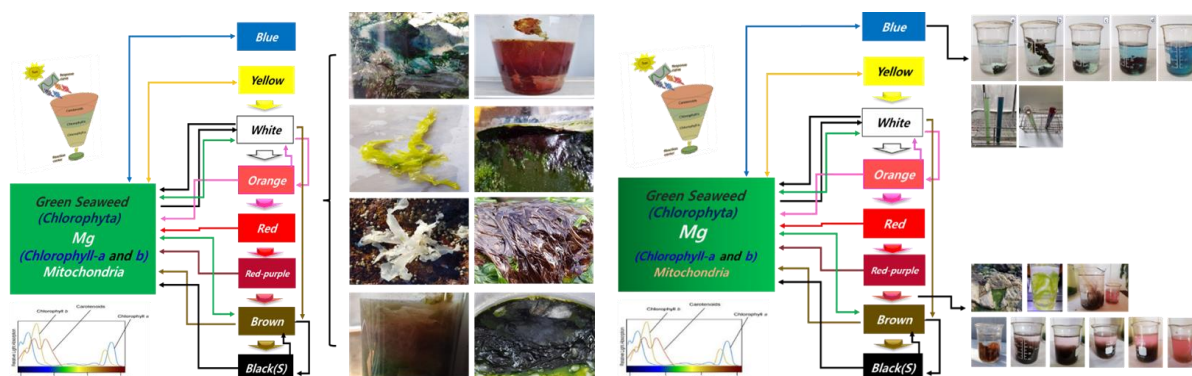 Blue
Yellow
White
Orange
Green Seaweed
(Chlorophyta)
Mg
(Chlorophyll-a and b)
Mitochondria
Red
Red-purple
Brown
Black(S)
Chlorophyll b
Carotenoids
Chlorophyll a
Blue
Yellow
White
Orange
Green Seaweed
(Chlorophyta)
Mg
(Chlorophyll-a and b)
Mitochondria
Red
Red-purple
Brown
Black(S)
Chlorophyll b
Carotenoids
Chlorophyll a